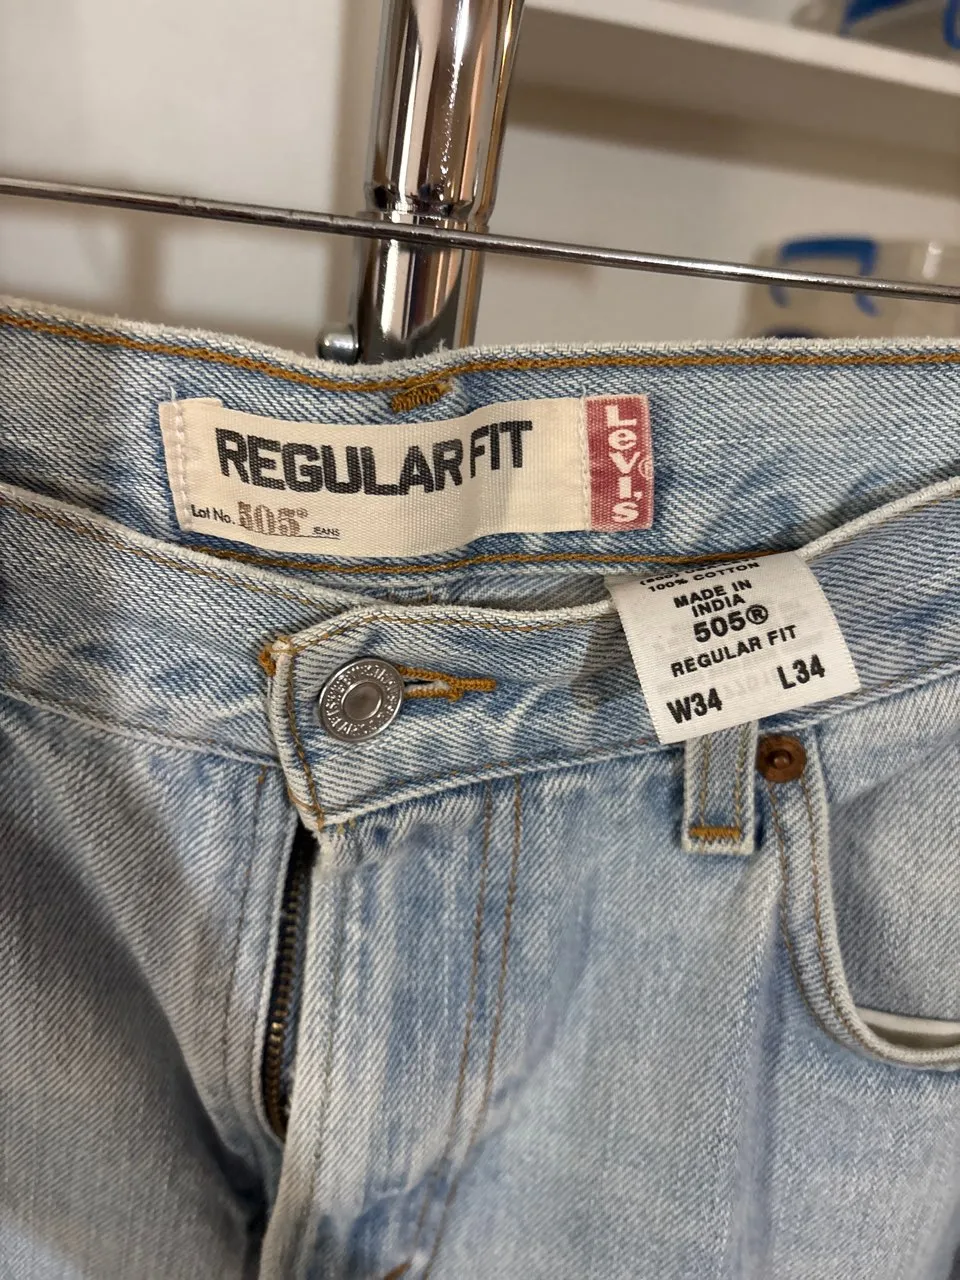 REGULAR FIT
Lot No. 505® JEANS
Levi's®
100% COTTON
MADE IN
INDIA
505®
REGULAR FIT
W34 L34